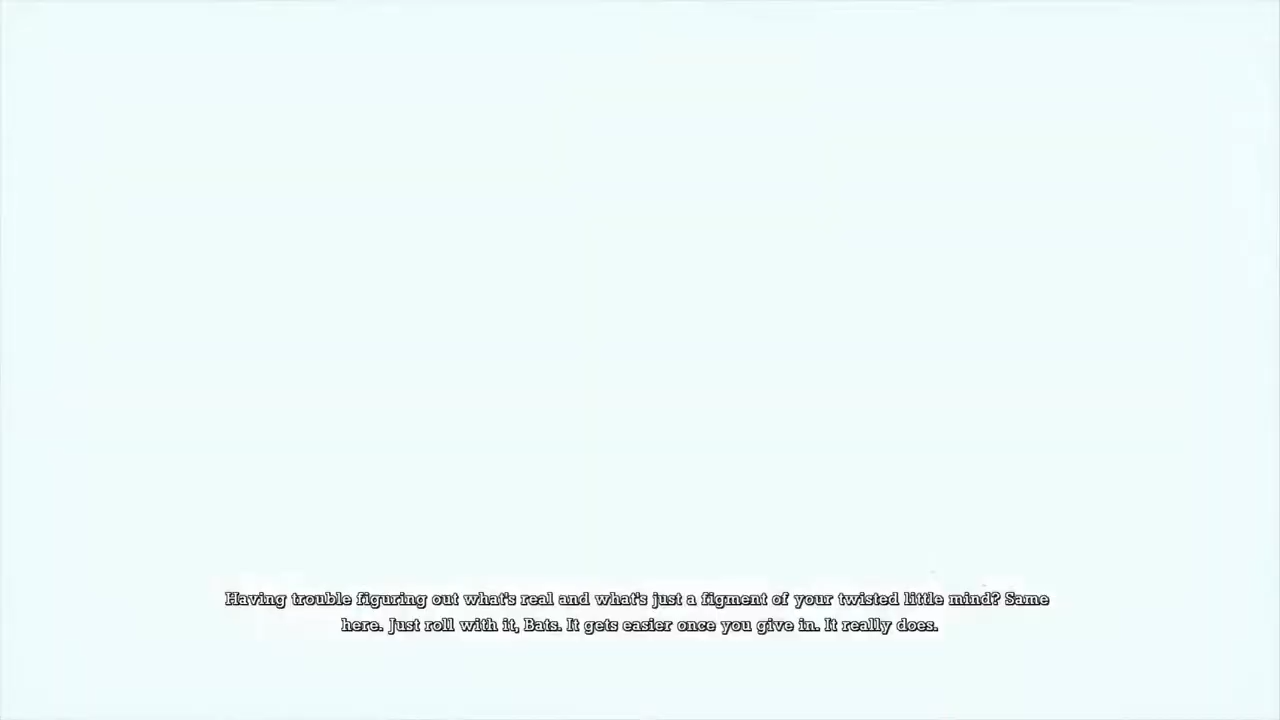 Having trouble figuring out what's real and what's just a figment of your twisted little mind? Same
here. Just roll with it, Bats. It gets easier once you give in. It really does.